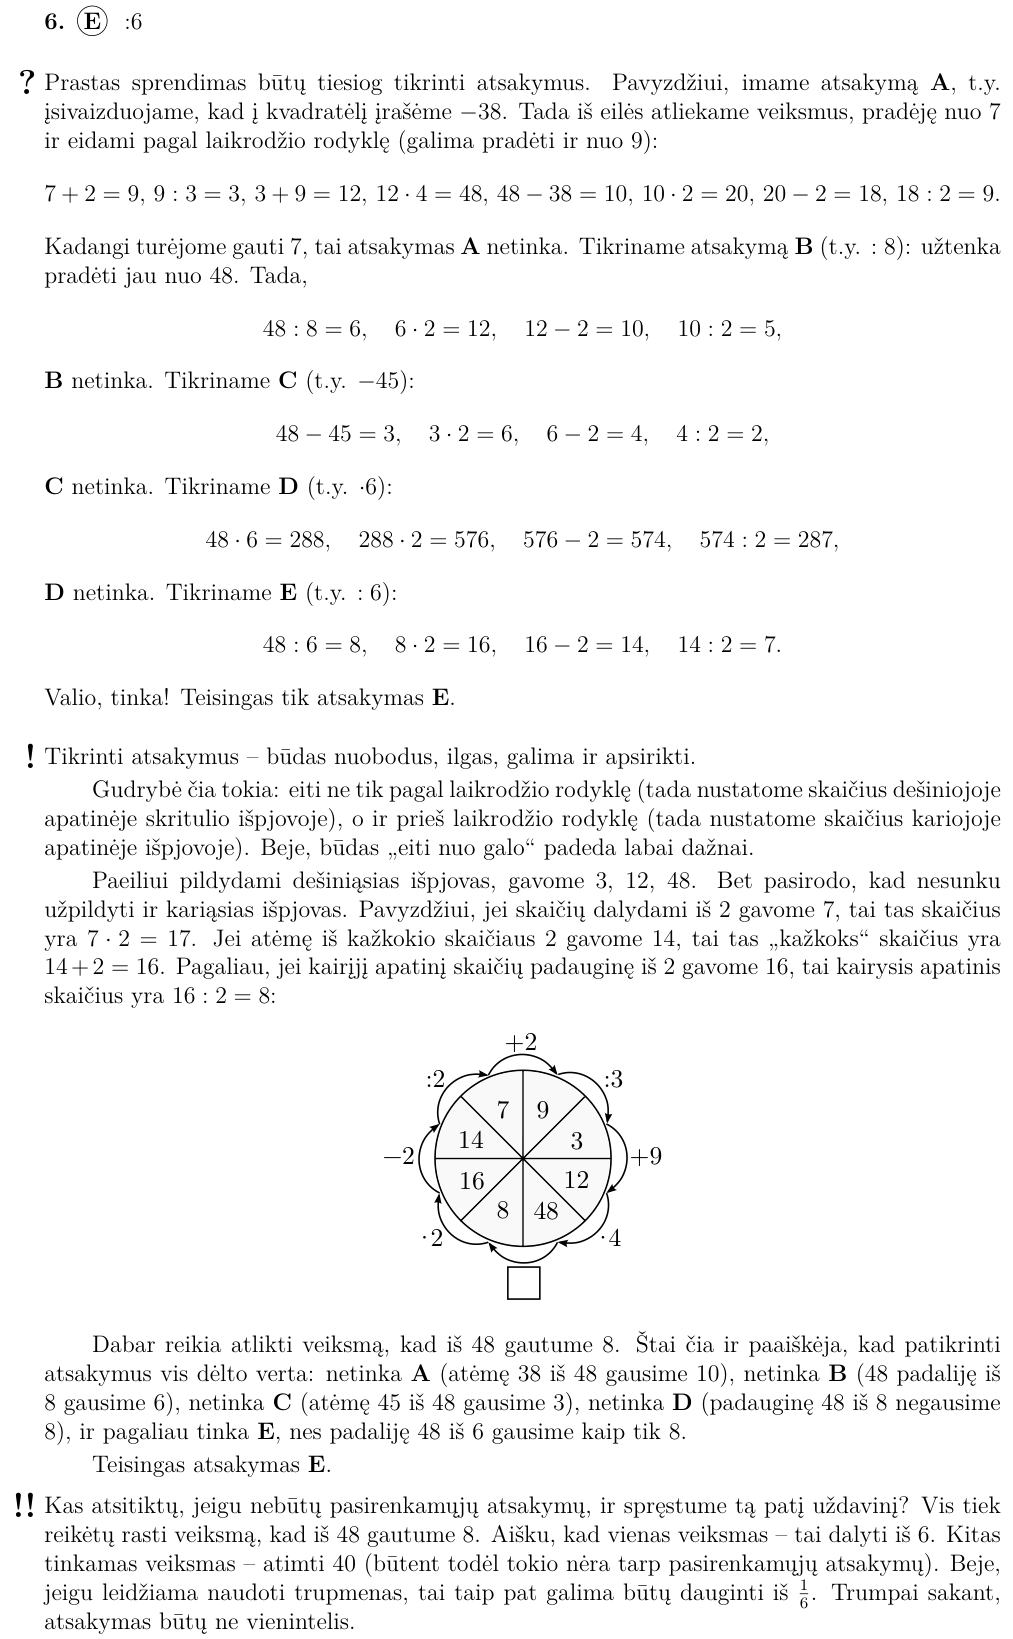 6. E :6
? Prastas sprendimas būtų tiesiog tikrinti atsakymus. Pavyzdžiui, imame atsakymą A, t.y.
įsivaizduojame, kad į kvadratėlį įrašėme −38. Tada iš eilės atliekame veiksmus, pradėję nuo 7
ir eidami pagal laikrodžio rodyklę (galima pradėti ir nuo 9):
7 + 2 = 9, 9 : 3 = 3, 3 + 9 = 12, 12 · 4 = 48, 48 − 38 = 10, 10 · 2 = 20, 20 − 2 = 18, 18 : 2 = 9.
Kadangi turėjome gauti 7, tai atsakymas A netinka. Tikriname atsakymą B (t.y. : 8): užtenka
pradėti jau nuo 48. Tada,
48 : 8 = 6, 6 · 2 = 12, 12 − 2 = 10, 10 : 2 = 5,
B netinka. Tikriname C (t.y. −45):
48 − 45 = 3, 3 · 2 = 6, 6 − 2 = 4, 4 : 2 = 2,
C netinka. Tikriname D (t.y. ·6):
48 · 6 = 288, 288 · 2 = 576, 576 − 2 = 574, 574 : 2 = 287,
D netinka. Tikriname E (t.y. : 6):
48 : 6 = 8, 8 · 2 = 16, 16 − 2 = 14, 14 : 2 = 7.
Valio, tinka! Teisingas tik atsakymas E.
! Tikrinti atsakymus – būdas nuobodus, ilgas, galima ir apsirikti.
Gudrybė čia tokia: eiti ne tik pagal laikrodžio rodyklę (tada nustatome skaičius dešiniojoje
apatinėje skritulio išpjovoje), o ir prieš laikrodžio rodyklę (tada nustatome skaičius kariojoje
apatinėje išpjovoje). Beje, būdas „eiti nuo galo“ padeda labai dažnai.
Paeiliui pildydami dešiniąsias išpjovas, gavome 3, 12, 48. Bet pasirodo, kad nesunku
užpildyti ir kariąsias išpjovas. Pavyzdžiui, jei skaičių dalydami iš 2 gavome 7, tai tas skaičius
yra 7 · 2 = 17. Jei atėmę iš kažkokio skaičiaus 2 gavome 14, tai tas „kažkoks“ skaičius yra
14 + 2 = 16. Pagaliau, jei kairįjį apatinį skaičių padauginę iš 2 gavome 16, tai kairysis apatinis
skaičius yra 16 : 2 = 8:
+2
:2 :3
7 9
14 3
−2 +9
16 12
8 48
·2 ·4
Dabar reikia atlikti veiksmą, kad iš 48 gautume 8. Štai čia ir paaiškėja, kad patikrinti
atsakymus vis dėlto verta: netinka A (atėmę 38 iš 48 gausime 10), netinka B (48 padaliję iš
8 gausime 6), netinka C (atėmę 45 iš 48 gausime 3), netinka D (padauginę 48 iš 8 negausime
8), ir pagaliau tinka E, nes padaliję 48 iš 6 gausime kaip tik 8.
Teisingas atsakymas E.
!! Kas atsitiktų, jeigu nebūtų pasirenkamųjų atsakymų, ir spręstume tą patį uždavinį? Vis tiek
reikėtų rasti veiksmą, kad iš 48 gautume 8. Aišku, kad vienas veiksmas – tai dalyti iš 6. Kitas
tinkamas veiksmas – atimti 40 (būtent todėl tokio nėra tarp pasirenkamųjų atsakymų). Beje,
jeigu leidžiama naudoti trupmenas, tai taip pat galima būtų dauginti iš 1/6. Trumpai sakant,
atsakymas būtų ne vienintelis.